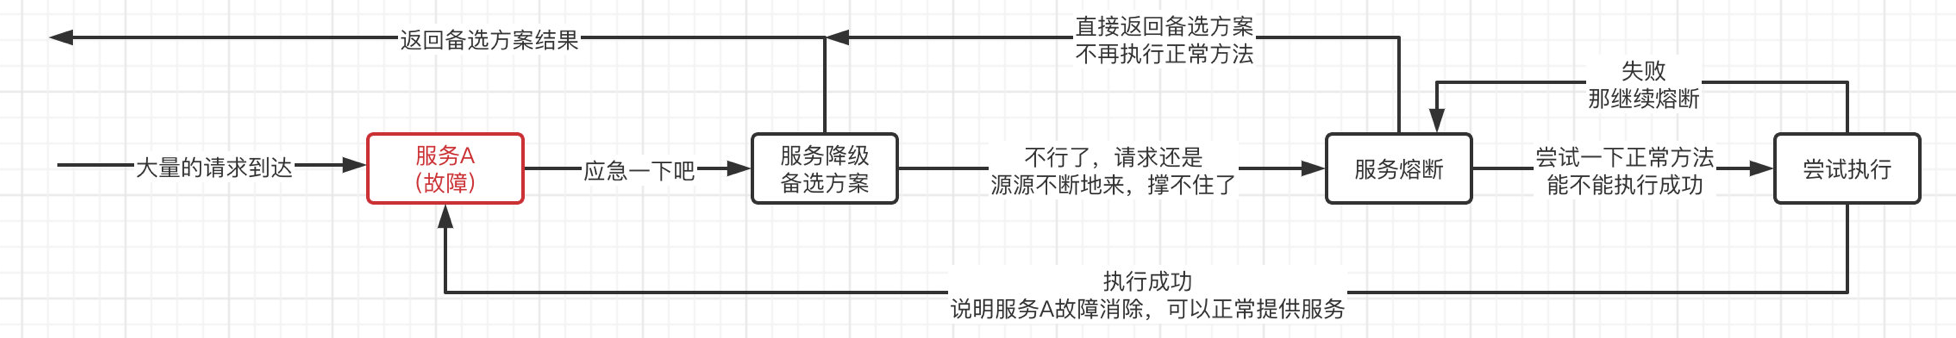 返回备选方案结果
直接返回备选方案
不再执行正常方法
失败
那继续熔断
大量的请求到达
服务A
(故障)
应急一下吧
服务降级
备选方案
不行了，请求还是
源源不断地来，撑不住了
服务熔断
尝试一下正常方法
能不能执行成功
尝试执行
执行成功
说明服务A故障消除，可以正常提供服务